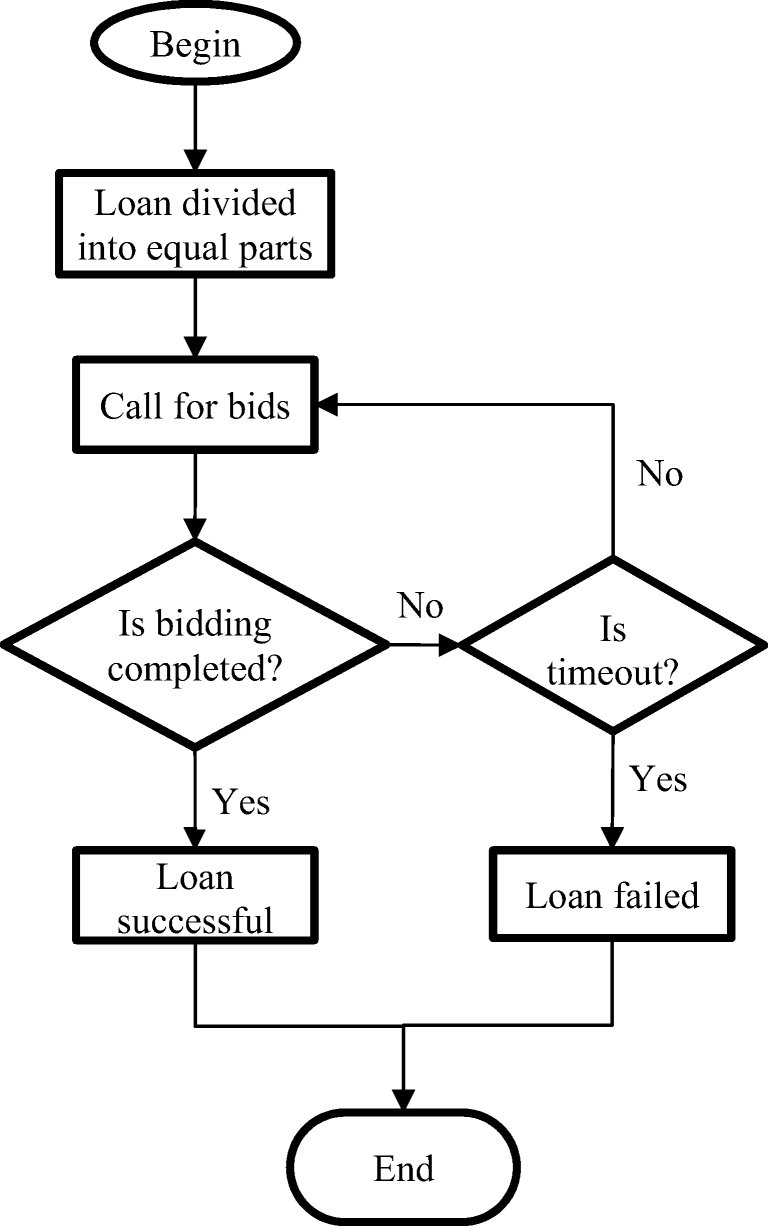 Begin
Loan divided
into equal parts
Call for bids
No
Is bidding
completed?
No
Is
timeout?
Yes
Yes
Loan
successful
Loan failed
End